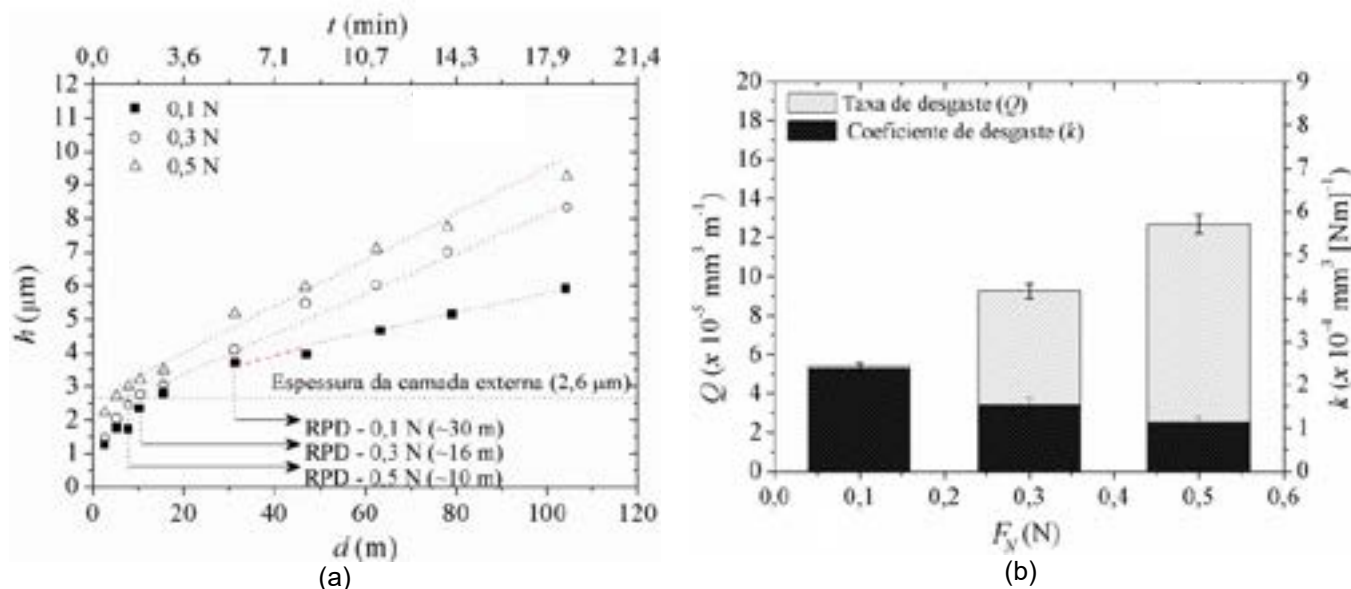 t (min)
0,0 3,6 7,1 10,7 14,3 17,9 21,4
12
11
10
9
8
7
6
5
4
3
2
1
0
h (μm)
0,1 N
0,3 N
0,5 N
Espessura da camada externa (2,6 μm)
RPD - 0,1 N (~30 m)
RPD - 0,3 N (~16 m)
RPD - 0,5 N (~10 m)
0 20 40 60 80 100 120
d (m)
(a)
20
18
16
14
12
10
8
6
4
2
0
Q (x 10⁻⁵ mm³ m⁻¹)
Taxa de desgaste (Q)
Coeficiente de desgaste (k)
9
8
7
6
5
4
3
2
1
0
k (x 10⁻⁴ mm³ [Nm]⁻¹)
0,0 0,1 0,2 0,3 0,4 0,5 0,6
F_N (N)
(b)